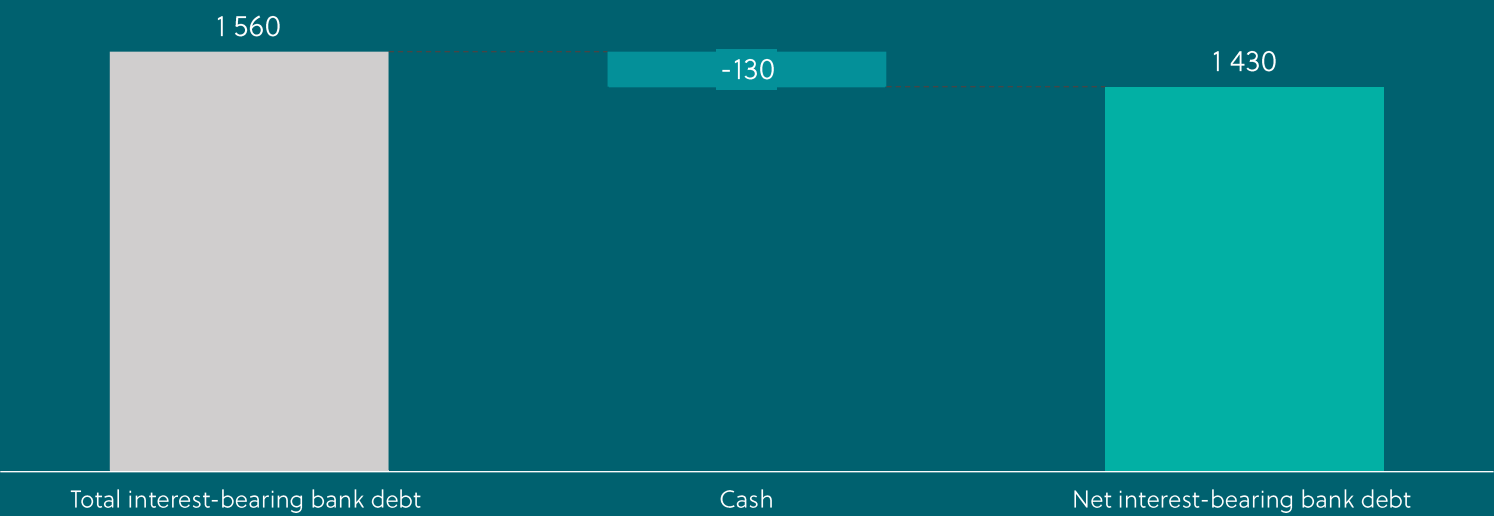 1 560
-130
1 430
Total interest-bearing bank debt
Cash
Net interest-bearing bank debt